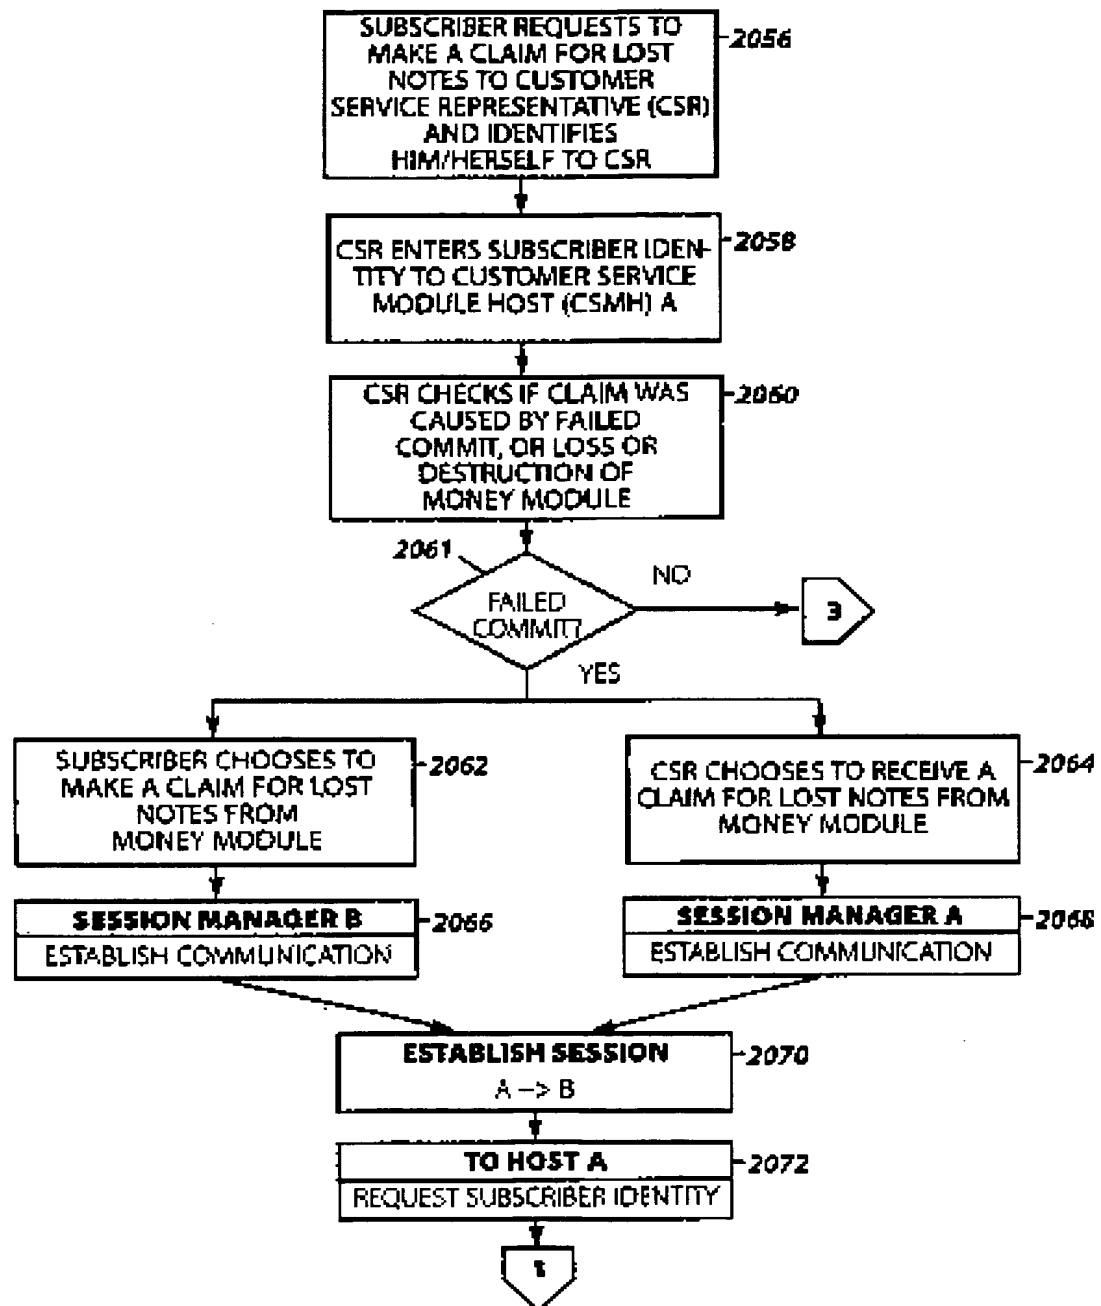 SUBSCRIBER REQUESTS TO
MAKE A CLAIM FOR LOST
NOTES TO CUSTOMER
SERVICE REPRESENTATIVE (CSR)
AND IDENTIFIES
HIM/HERSELF TO CSR
2056
CSR ENTERS SUBSCRIBER IDEN-
TITY TO CUSTOMER SERVICE
MODULE HOST (CSMH) A
2058
CSR CHECKS IF CLAIM WAS
CAUSED BY FAILED
COMMIT, OR LOSS OR
DESTRUCTION OF
MONEY MODULE
2060
2061
FAILED
COMMIT?
NO
3
YES
SUBSCRIBER CHOOSES TO
MAKE A CLAIM FOR LOST
NOTES FROM
MONEY MODULE
2062
CSR CHOOSES TO RECEIVE A
CLAIM FOR LOST NOTES FROM
MONEY MODULE
2064
SESSION MANAGER B
ESTABLISH COMMUNICATION
2066
SESSION MANAGER A
ESTABLISH COMMUNICATION
2068
ESTABLISH SESSION
A --> B
2070
TO HOST A
REQUEST SUBSCRIBER IDENTITY
2072
1